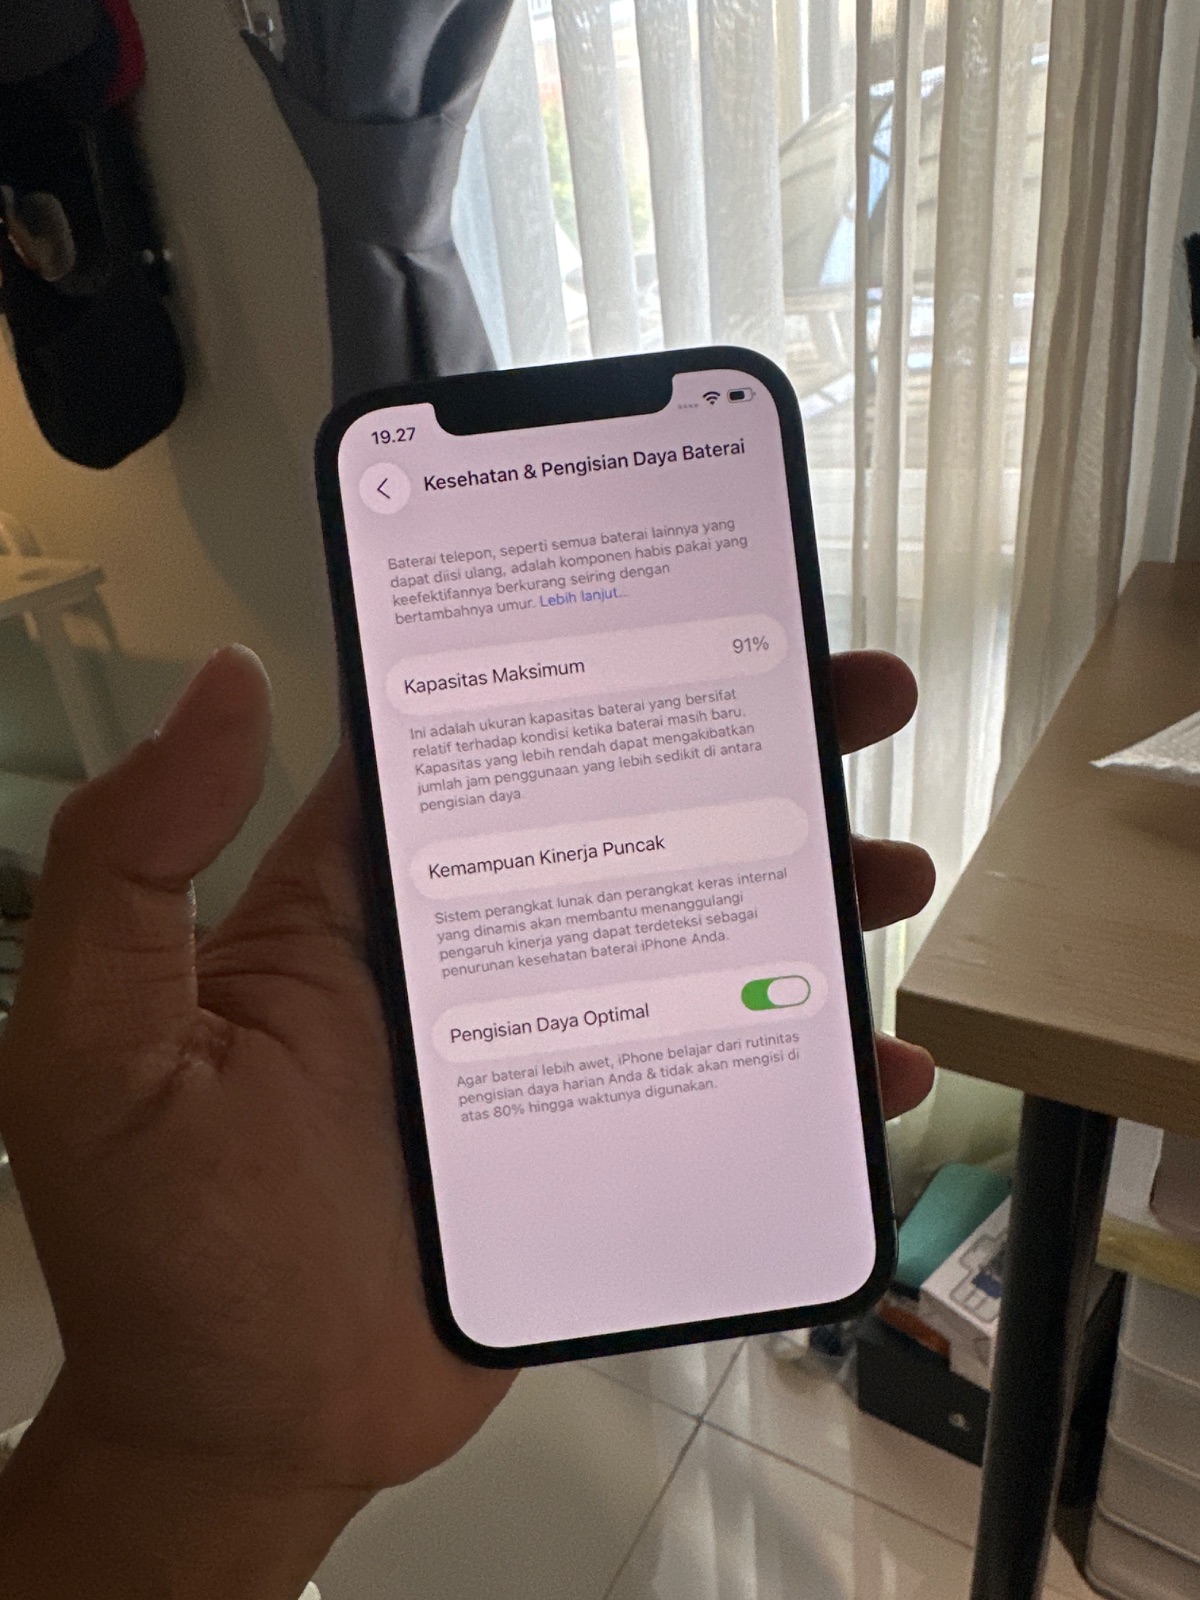 19.27
Kesehatan & Pengisian Daya Baterai
Baterai telepon, seperti semua baterai lainnya yang
dapat diisi ulang, adalah komponen habis pakai yang
keefektifannya berkurang seiring dengan
bertambahnya umur. Lebih lanjut...
Kapasitas Maksimum 91%
Ini adalah ukuran kapasitas baterai yang bersifat
relatif terhadap kondisi ketika baterai masih baru.
Kapasitas yang lebih rendah dapat mengakibatkan
jumlah jam penggunaan yang lebih sedikit di antara
pengisian daya.
Kemampuan Kinerja Puncak
Sistem perangkat lunak dan perangkat keras internal
yang dinamis akan membantu menanggulangi
pengaruh kinerja yang dapat terdeteksi sebagai
penurunan kesehatan baterai iPhone Anda.
Pengisian Daya Optimal
Agar baterai lebih awet, iPhone belajar dari rutinitas
pengisian daya harian Anda & tidak akan mengisi di
atas 80% hingga waktunya digunakan.